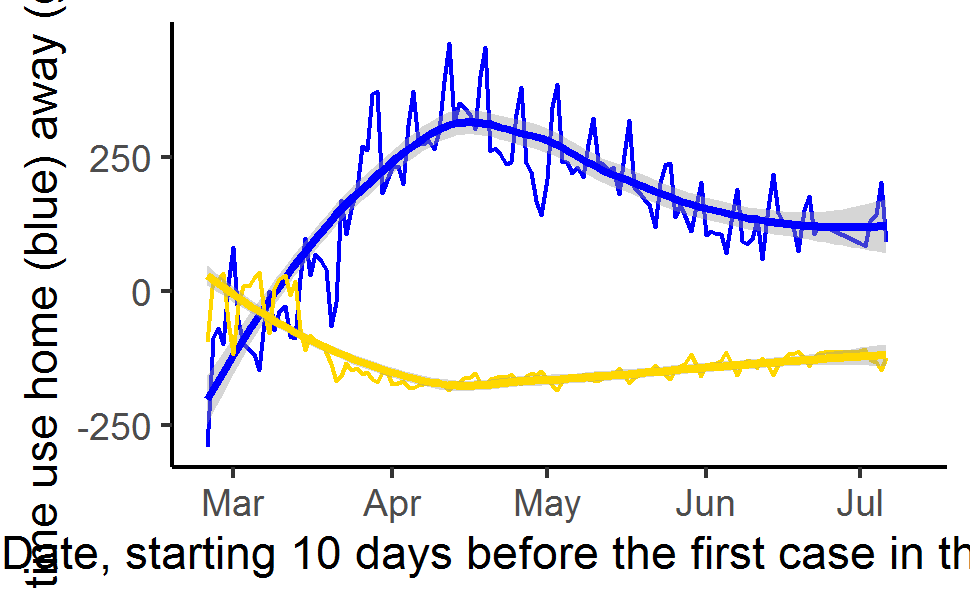 time use home (blue) away (
250
0
-250
Mar Apr May Jun Jul
Date, starting 10 days before the first case in th